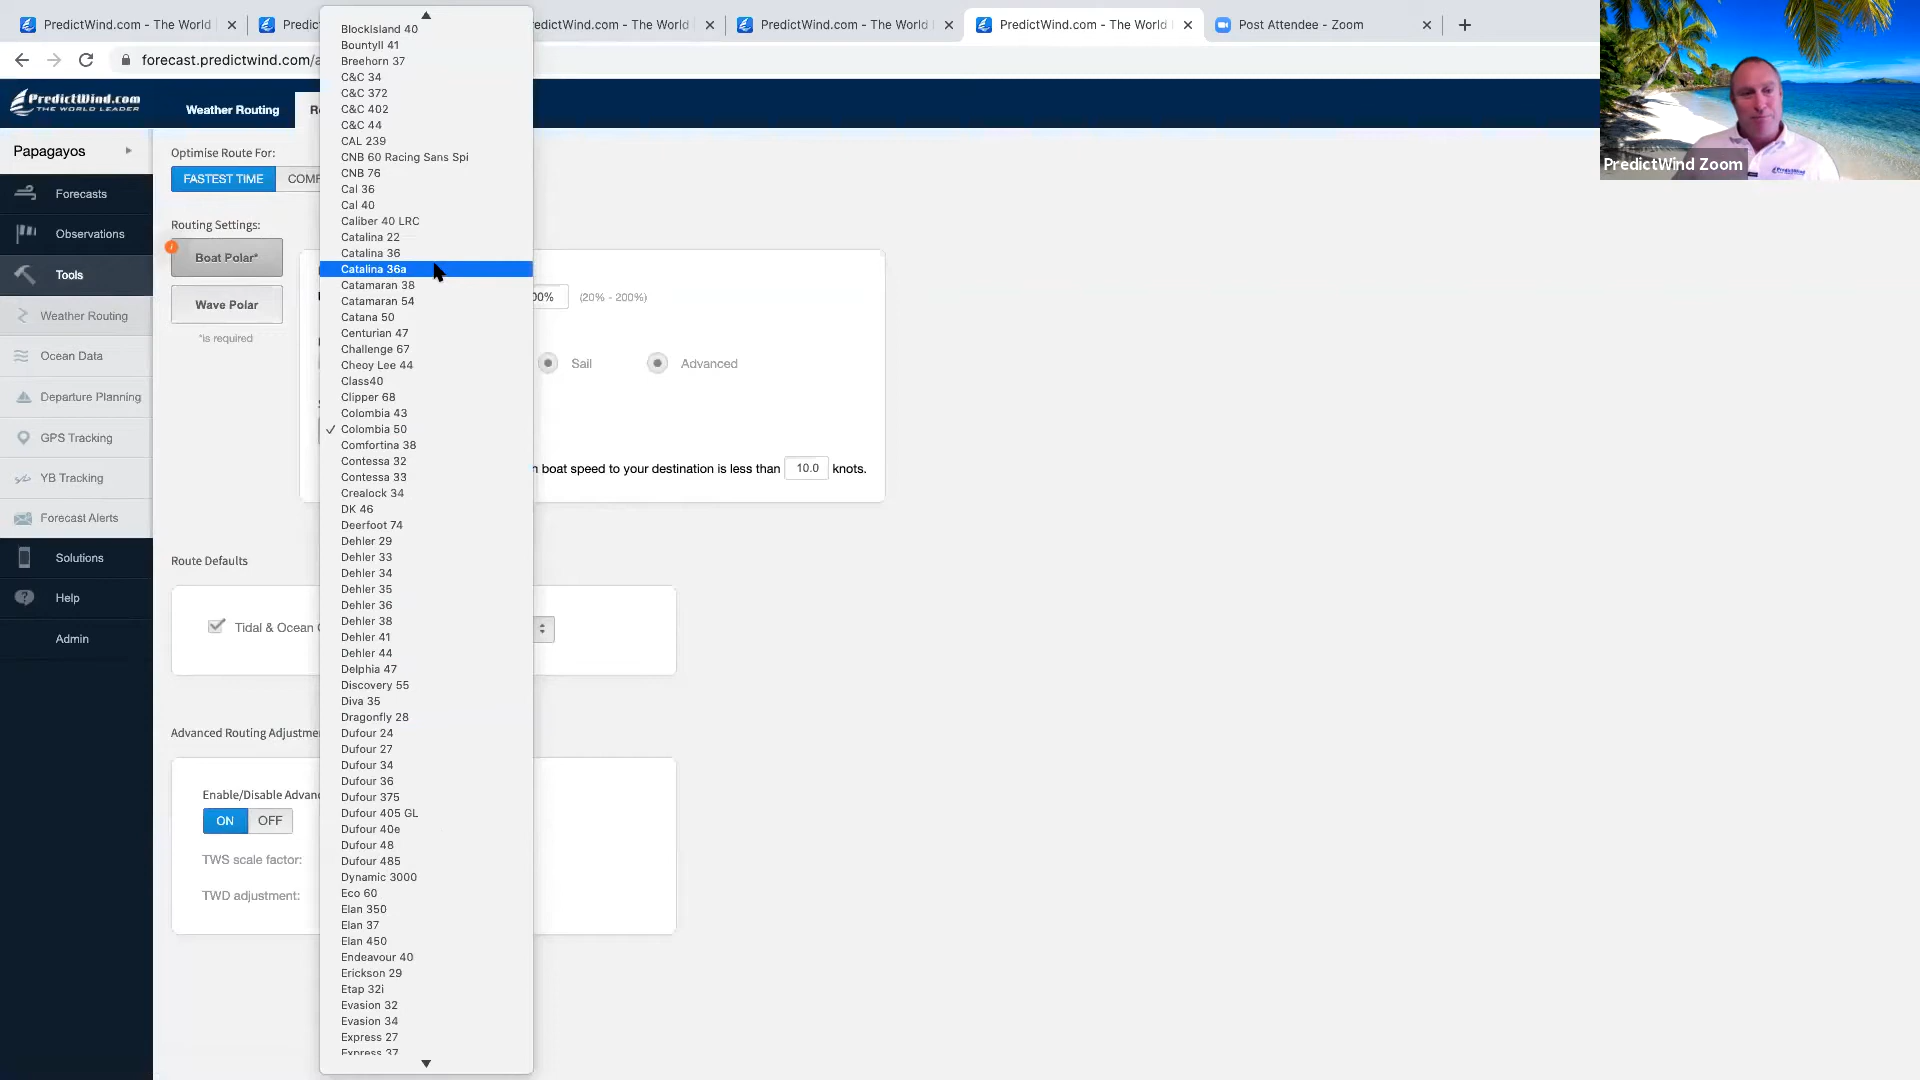 PredictWind.com - The World
Predic
redictWind.com - The World
PredictWind.com - The World
PredictWind.com - The World
Post Attendee - Zoom
forecast.predictwind.com/a
PredictWind.com
THE WORLD LEADER
Weather Routing
R
Papagayos
Forecasts
Observations
Tools
Weather Routing
Ocean Data
Departure Planning
GPS Tracking
YB Tracking
Forecast Alerts
Solutions
Help
Admin
Optimise Route For:
FASTEST TIME
COMF
Routing Settings:
Boat Polar*
Wave Polar
*is required
BlockIsland 40
BountyII 41
Breehorn 37
C&C 34
C&C 372
C&C 402
C&C 44
CAL 239
CNB 60 Racing Sans Spi
CNB 76
Cal 36
Cal 40
Caliber 40 LRC
Catalina 22
Catalina 36
Catalina 36a
Catamaran 38
Catamaran 54
Catana 50
Centurian 47
Challenge 67
Cheoy Lee 44
Class40
Clipper 68
Colombia 43
✓ Colombia 50
Comfortina 38
Contessa 32
Contessa 33
Crealock 34
DK 46
Deerfoot 74
Dehler 29
Dehler 33
Dehler 34
Dehler 35
Dehler 36
Dehler 38
Dehler 41
Dehler 44
Delphia 47
Discovery 55
Diva 35
Dragonfly 28
Dufour 24
Dufour 27
Dufour 34
Dufour 36
Dufour 375
Dufour 405 GL
Dufour 40e
Dufour 48
Dufour 485
Dynamic 3000
Eco 60
Elan 350
Elan 37
Elan 450
Endeavour 40
Erickson 29
Etap 32i
Evasion 32
Evasion 34
Express 27
Express 37
00% (20% - 200%)
Sail
Advanced
n boat speed to your destination is less than 10.0 knots.
Route Defaults
Tidal & Ocean C
Advanced Routing Adjustme
Enable/Disable Advanc
ON OFF
TWS scale factor:
TWD adjustment:
PredictWind Zoom